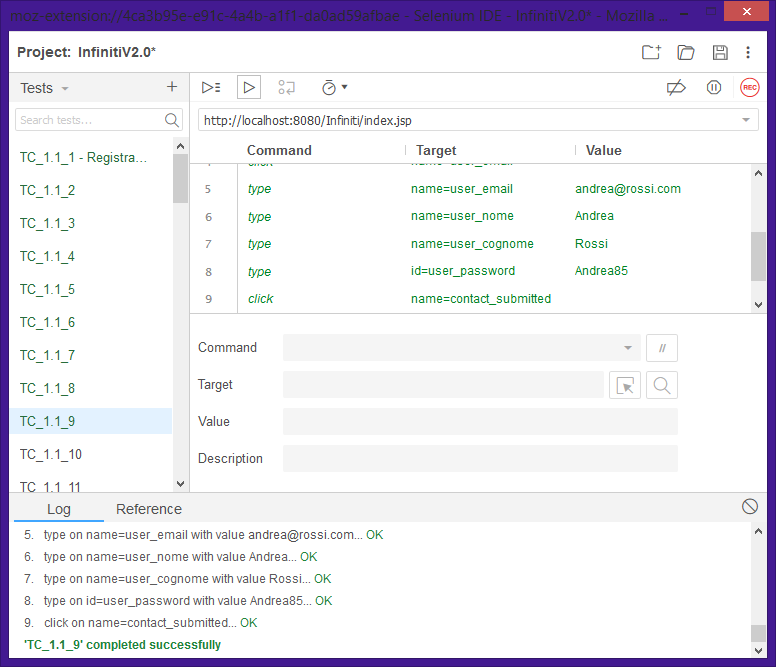 moz-extension://4ca3b95e-e91c-4a4b-a1f1-da0ad59afbae - Selenium IDE - InfinitiV2.0* - Mozilla ...
Project: InfinitiV2.0*
Tests
Search tests...
TC_1.1_1 - Registra...
TC_1.1_2
TC_1.1_3
TC_1.1_4
TC_1.1_5
TC_1.1_6
TC_1.1_7
TC_1.1_8
TC_1.1_9
TC_1.1_10
TC_1.1_11
REC
http://localhost:8080/Infiniti/index.jsp
Command Target Value
click name=user_email
5 type name=user_email andrea@rossi.com
6 type name=user_nome Andrea
7 type name=user_cognome Rossi
8 type id=user_password Andrea85
9 click name=contact_submitted
Command //
Target
Value
Description
Log Reference
5. type on name=user_email with value andrea@rossi.com... OK
6. type on name=user_nome with value Andrea... OK
7. type on name=user_cognome with value Rossi... OK
8. type on id=user_password with value Andrea85... OK
9. click on name=contact_submitted... OK
'TC_1.1_9' completed successfully